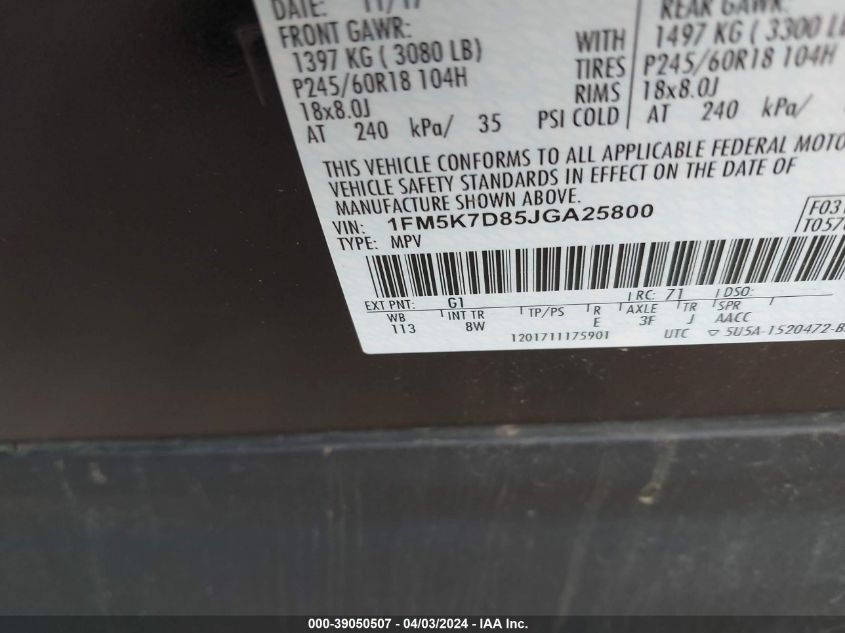 DATE: 11/17
FRONT GAWR:
1397 KG ( 3080 LB)
P245/60R18 104H
18x8.0J
AT 240 kPa/ 35 PSI COLD
WITH
TIRES
RIMS
REAR GAWR:
1497 KG ( 3300 LB
P245/60R18 104H
18x8.0J
AT 240 kPa/
THIS VEHICLE CONFORMS TO ALL APPLICABLE FEDERAL MOTO
VEHICLE SAFETY STANDARDS IN EFFECT ON THE DATE OF
MANUFACTURE SHOWN ABOVE.
VIN: 1FM5K7D85JGA25800
TYPE: MPV
F031
T057
EXT PNT: G1 RC: 71 DSO:
WB INT TR TP/PS R AXLE TR SPR
113 8W E 3F J AACC
1201711175901 UTC ▽ 5U5A-1520472-B
000-39050507 - 04/03/2024 - IAA Inc.